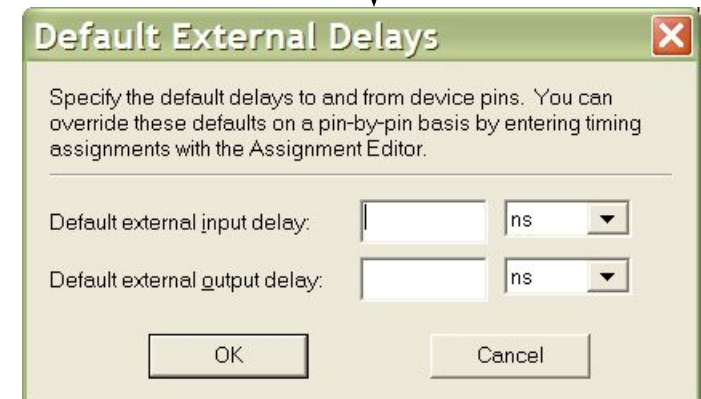 Default External Delays
Specify the default delays to and from device pins. You can
override these defaults on a pin-by-pin basis by entering timing
assignments with the Assignment Editor.
Default external input delay: ns
Default external output delay: ns
OK Cancel